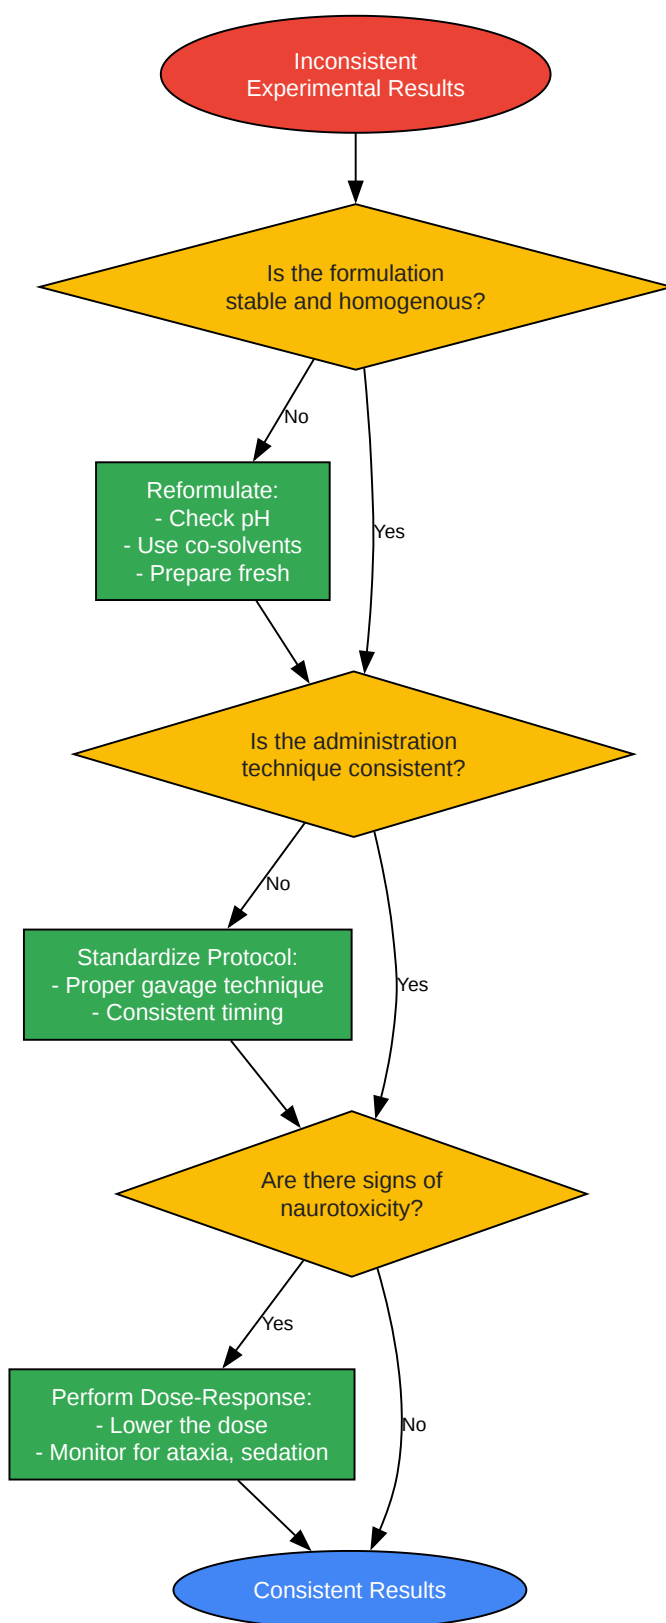 Inconsistent
Experimental Results
Is the formulation
stable and homogenous?
No
Yes
Reformulate:
- Check pH
- Use co-solvents
- Prepare fresh
Is the administration
technique consistent?
No
Yes
Standardize Protocol:
- Proper gavage technique
- Consistent timing
Are there signs of
naurotoxicity?
Yes
No
Perform Dose-Response:
- Lower the dose
- Monitor for ataxia, sedation
Consistent Results